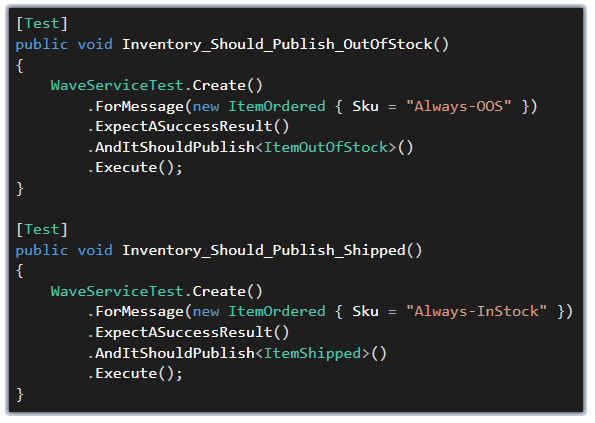 [Test]
public void Inventory_Should_Publish_OutOfStock()
{
    WaveServiceTest.Create()
        .ForMessage(new ItemOrdered { Sku = "Always-OOS" })
        .ExpectASuccessResult()
        .AndItShouldPublish<ItemOutOfStock>()
        .Execute();
}

[Test]
public void Inventory_Should_Publish_Shipped()
{
    WaveServiceTest.Create()
        .ForMessage(new ItemOrdered { Sku = "Always-InStock" })
        .ExpectASuccessResult()
        .AndItShouldPublish<ItemShipped>()
        .Execute();
}